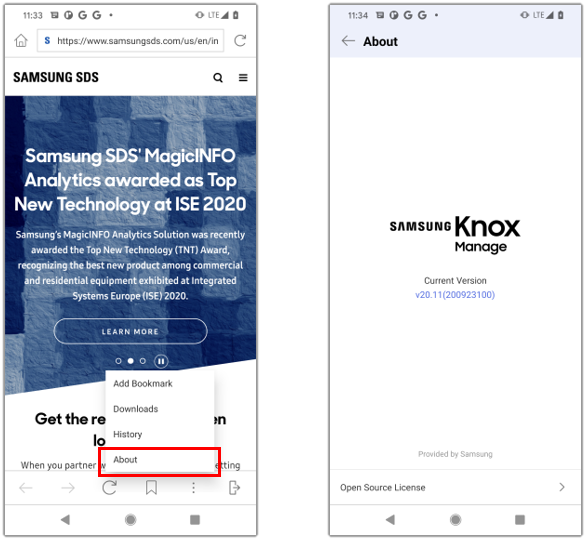 11:33
LTE
S https://www.samsungsds.com/us/en/in
SAMSUNG SDS
Samsung SDS' MagicINFO
Analytics awarded as Top
New Technology at ISE 2020
Samsung's MagicINFO Analytics Solution was recently
awarded the Top New Technology (TNT) Award,
recognizing the best new product among commercial
and residential equipment exhibited at Integrated
Systems Europe (ISE) 2020.
LEARN MORE
Add Bookmark
Downloads
History
About
Get the re
en
lo
When you partner w
tting
11:34
LTE
About
SAMSUNG Knox
Manage
Current Version
v20.11(200923100)
Provided by Samsung
Open Source License